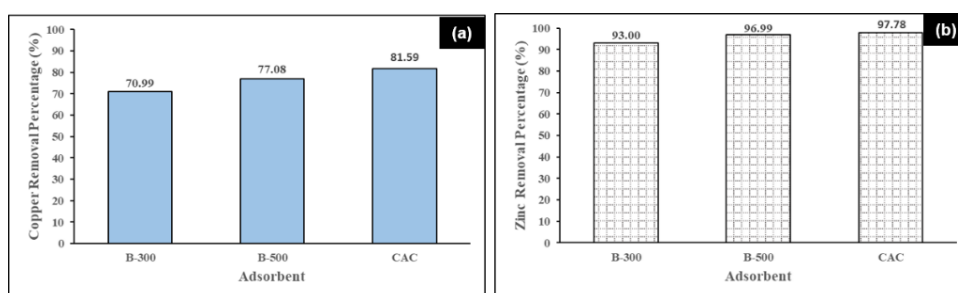 (a)
Copper Removal Percentage (%)
100
90
80
70
60
50
40
30
20
10
0
70.99
77.08
81.59
B-300
B-500
CAC
Adsorbent
(b)
Zinc Removal Percentage (%)
100
90
80
70
60
50
40
30
20
10
0
93.00
96.99
97.78
B-300
B-500
CAC
Adsorbent